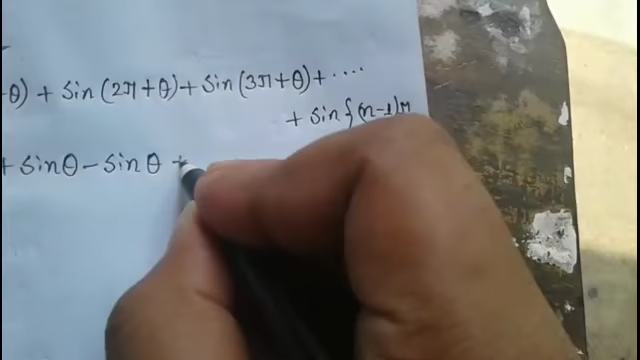 θ) + sin (2π+θ) + sin (3π+θ) + ....
+ sin {(n-1)π
+ sinθ - sinθ +